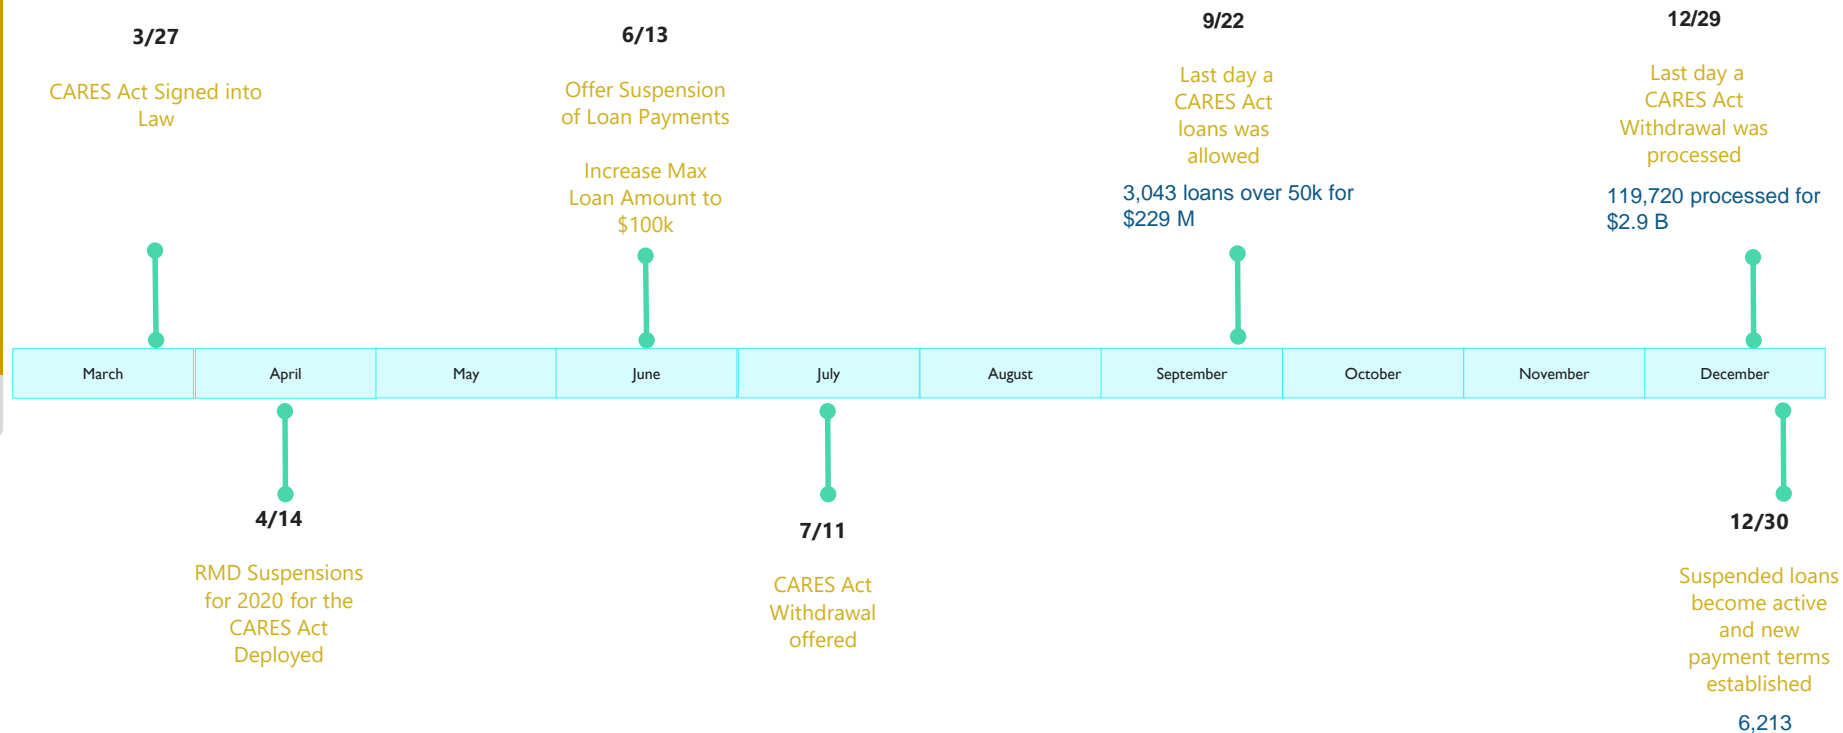 3/27
CARES Act Signed into
Law
6/13
Offer Suspension
of Loan Payments
Increase Max
Loan Amount to
$100k
9/22
Last day a
CARES Act
loans was
allowed
3,043 loans over 50k for
$229 M
12/29
Last day a
CARES Act
Withdrawal was
processed
119,720 processed for
$2.9 B
March
April
May
June
July
August
September
October
November
December
4/14
RMD Suspensions
for 2020 for the
CARES Act
Deployed
7/11
CARES Act
Withdrawal
offered
12/30
Suspended loans
become active
and new
payment terms
established
6,213